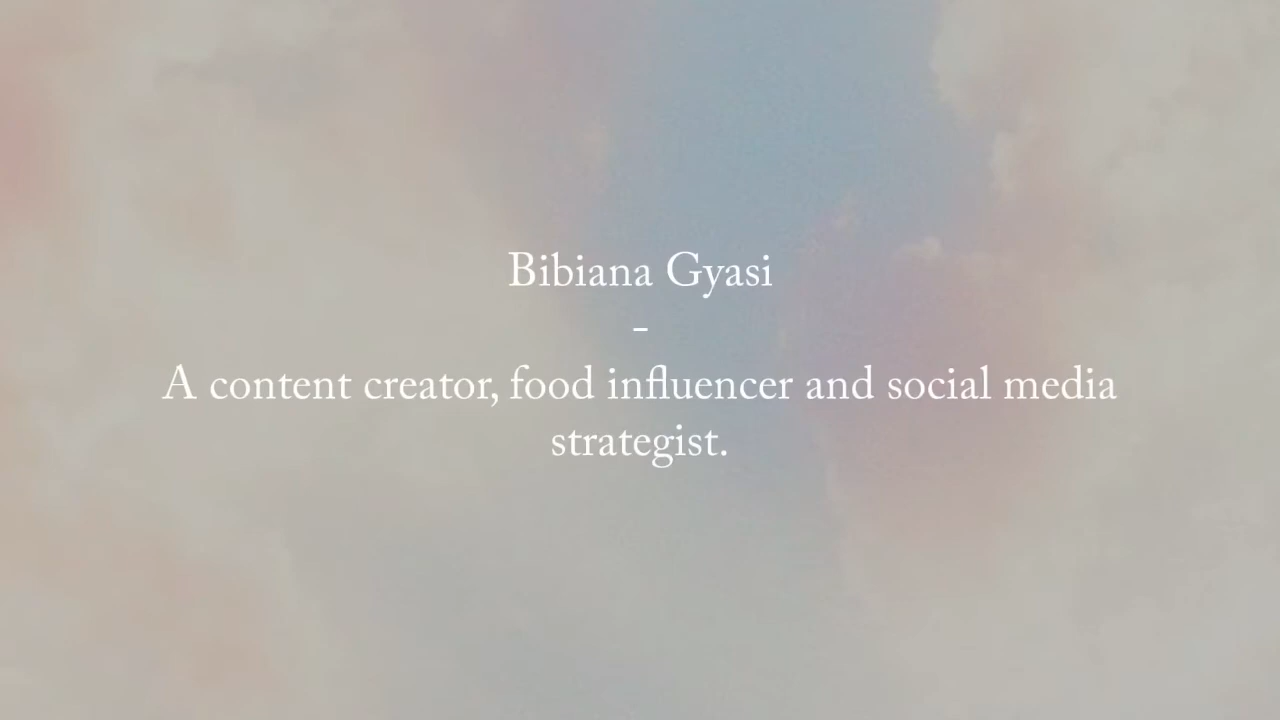 Bibiana Gyasi
-
A content creator, food influencer and social media
strategist.